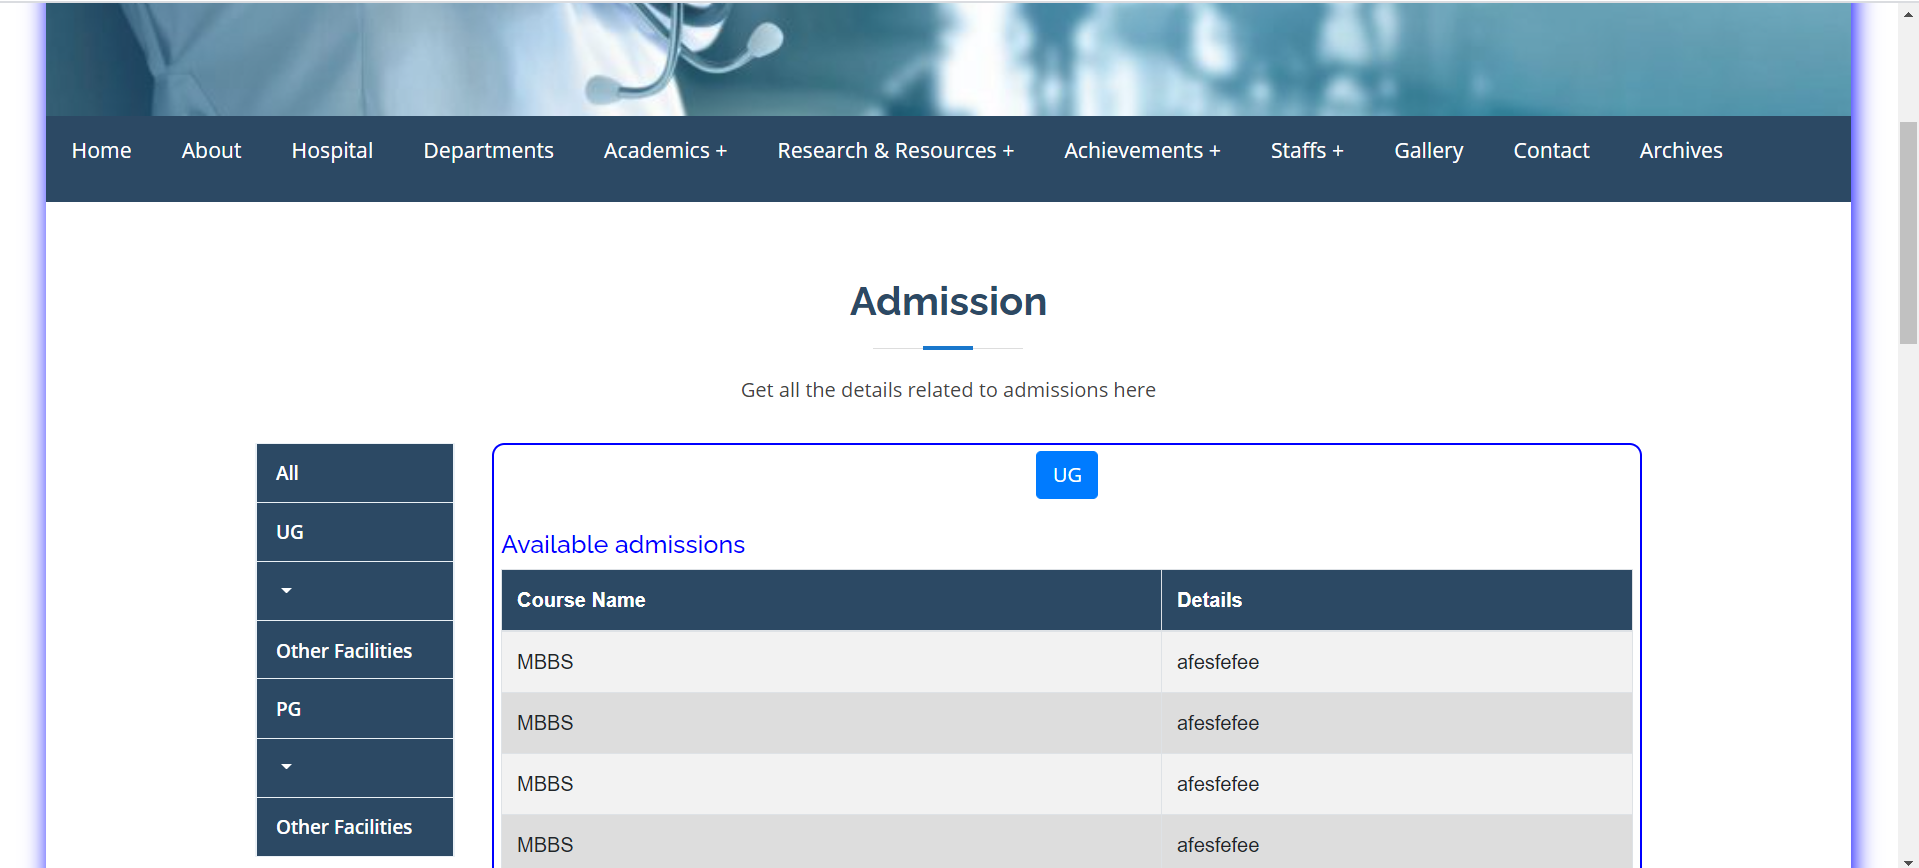 Home About Hospital Departments Academics + Research & Resources + Achievements + Staffs + Gallery Contact Archives
Admission
Get all the details related to admissions here
All
UG
Other Facilities
PG
Other Facilities
UG
Available admissions
Course Name Details
MBBS afesfefee
MBBS afesfefee
MBBS afesfefee
MBBS afesfefee